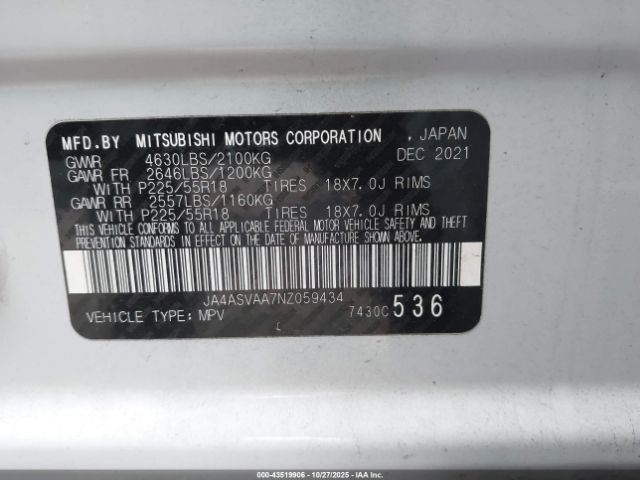 MFD.BY MITSUBISHI MOTORS CORPORATION . JAPAN
GVWR 4630LBS/2100KG DEC 2021
GAWR FR 2646LBS/1200KG
WITH P225/55R18 TIRES 18X7.0J RIMS
GAWR RR 2557LBS/1160KG
WITH P225/55R18 TIRES 18X7.0J RIMS
THIS VEHICLE CONFORMS TO ALL APPLICABLE FEDERAL MOTOR VEHICLE SAFETY AND THEFT
PREVENTION STANDARDS IN EFFECT ON THE DATE OF MANUFACTURE SHOWN ABOVE.
JA4ASVAA7NZ059434
VEHICLE TYPE: MPV 7430C 536
000-43519906 - 10/27/2025 - IAAI.COM